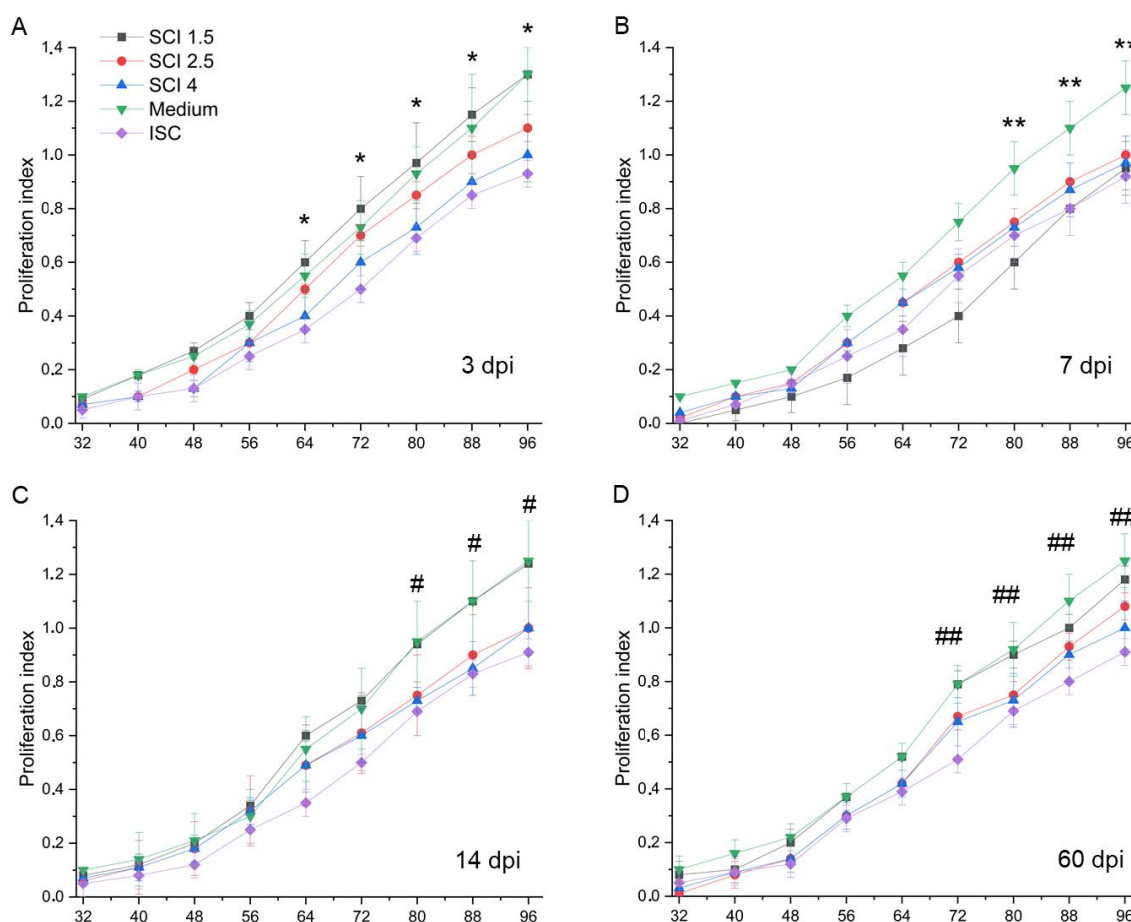 A
SCI 1.5
SCI 2.5
SCI 4
Medium
ISC
* * * * *
Proliferation index
1.4
1.2
1.0
0.8
0.6
0.4
0.2
0.0
3 dpi
32 40 48 56 64 72 80 88 96
B
** ** **
Proliferation index
1.4
1.2
1.0
0.8
0.6
0.4
0.2
0.0
7 dpi
32 40 48 56 64 72 80 88 96
C
# # #
Proliferation index
1.4
1.2
1.0
0.8
0.6
0.4
0.2
0.0
14 dpi
32 40 48 56 64 72 80 88 96
D
## ## ## ##
Proliferation index
1.4
1.2
1.0
0.8
0.6
0.4
0.2
0.0
60 dpi
32 40 48 56 64 72 80 88 96